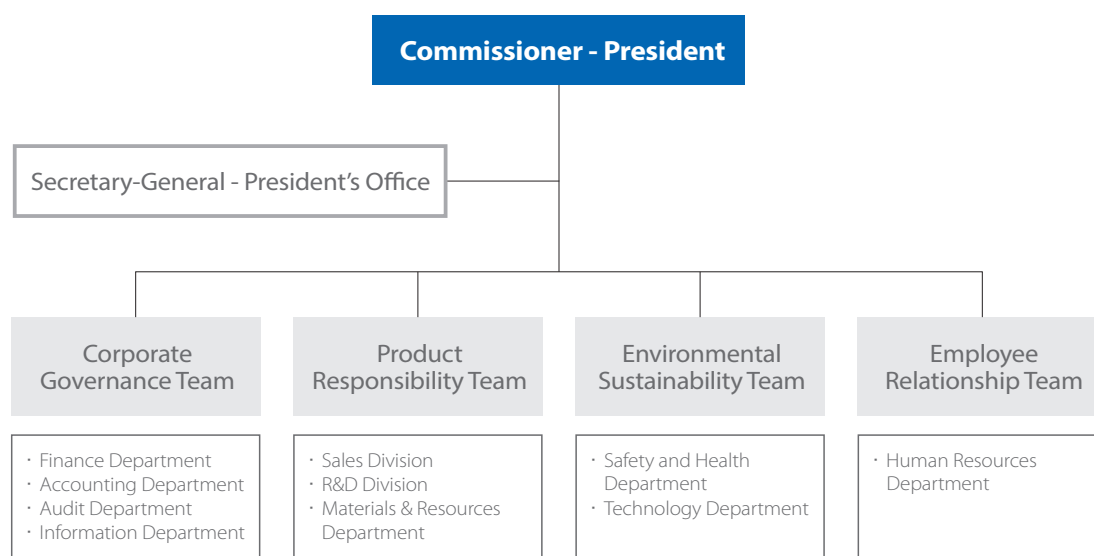 Commissioner - President
Secretary-General - President’s Office
Corporate
Governance Team
Product
Responsibility Team
Environmental
Sustainability Team
Employee
Relationship Team
· Finance Department
· Accounting Department
· Audit Department
· Information Department
· Sales Division
· R&D Division
· Materials & Resources
Department
· Safety and Health
Department
· Technology Department
· Human Resources
Department